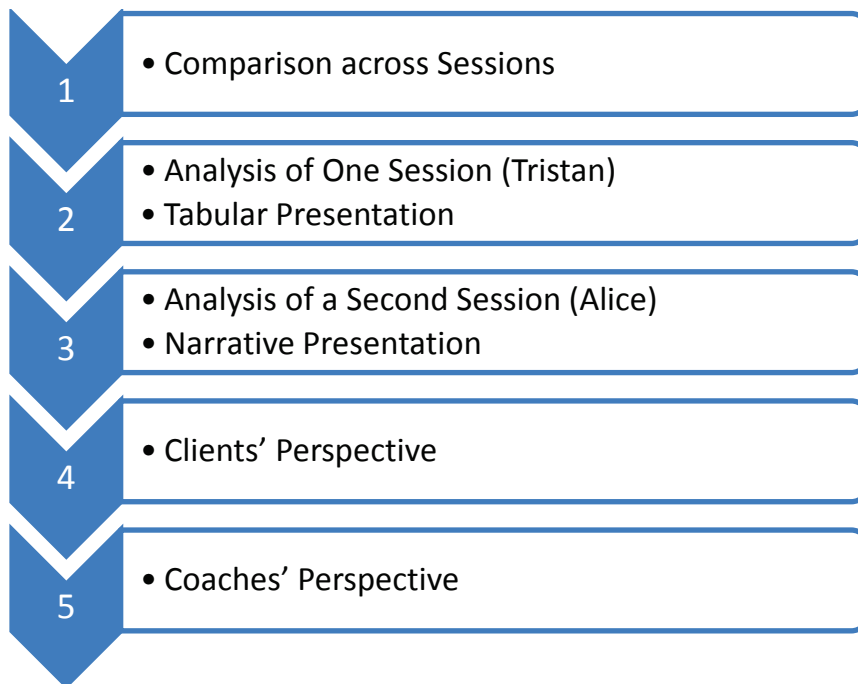 1
• Comparison across Sessions
2
• Analysis of One Session (Tristan)
• Tabular Presentation
3
• Analysis of a Second Session (Alice)
• Narrative Presentation
4
• Clients’ Perspective
5
• Coaches’ Perspective